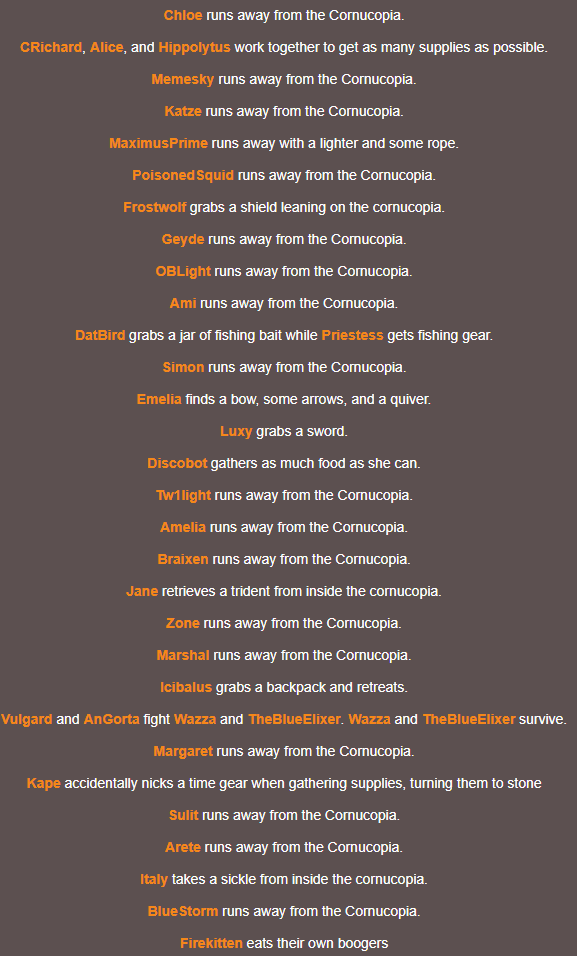 Chloe runs away from the Cornucopia.
CRichard, Alice, and Hippolytus work together to get as many supplies as possible.
Memesky runs away from the Cornucopia.
Katze runs away from the Cornucopia.
MaximusPrime runs away with a lighter and some rope.
PoisonedSquid runs away from the Cornucopia.
Frostwolf grabs a shield leaning on the cornucopia.
Geyde runs away from the Cornucopia.
OBLight runs away from the Cornucopia.
Ami runs away from the Cornucopia.
DatBird grabs a jar of fishing bait while Priestess gets fishing gear.
Simon runs away from the Cornucopia.
Emelia finds a bow, some arrows, and a quiver.
Luxy grabs a sword.
Discobot gathers as much food as she can.
Tw1light runs away from the Cornucopia.
Amelia runs away from the Cornucopia.
Braixen runs away from the Cornucopia.
Jane retrieves a trident from inside the cornucopia.
Zone runs away from the Cornucopia.
Marshal runs away from the Cornucopia.
Icibalus grabs a backpack and retreats.
Vulgard and AnGorta fight Wazza and TheBlueElixer. Wazza and TheBlueElixer survive.
Margaret runs away from the Cornucopia.
Kape accidentally nicks a time gear when gathering supplies, turning them to stone
Sulit runs away from the Cornucopia.
Arete runs away from the Cornucopia.
Italy takes a sickle from inside the cornucopia.
BlueStorm runs away from the Cornucopia.
Firekitten eats their own boogers